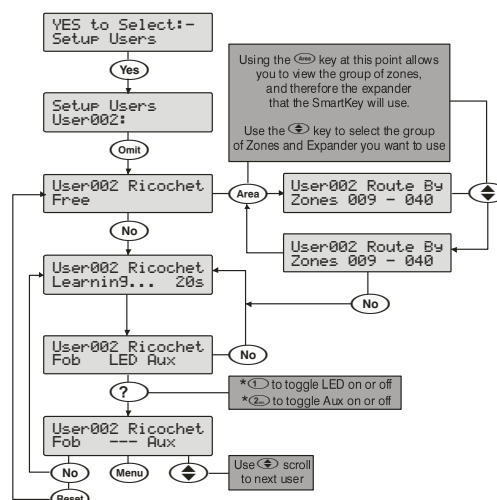 YES to Select:-
Setup Users
Yes
Setup Users
User002:
Omit
User002 Ricochet
Free
No
User002 Ricochet
Learning... 20s
User002 Ricochet
Fob LED Aux
No
?
User002 Ricochet
Fob --- Aux
No
Menu
Reset
Using the Area key at this point allows
you to view the group of zones,
and therefore the expander
that the SmartKey will use.
Use the key to select the group
of Zones and Expander you want to use
Area
User002 Route By
Zones 009 - 040
User002 Route By
Zones 009 - 040
No
*1 to toggle LED on or off
*2 to toggle Aux on or off
Use scroll
to next user